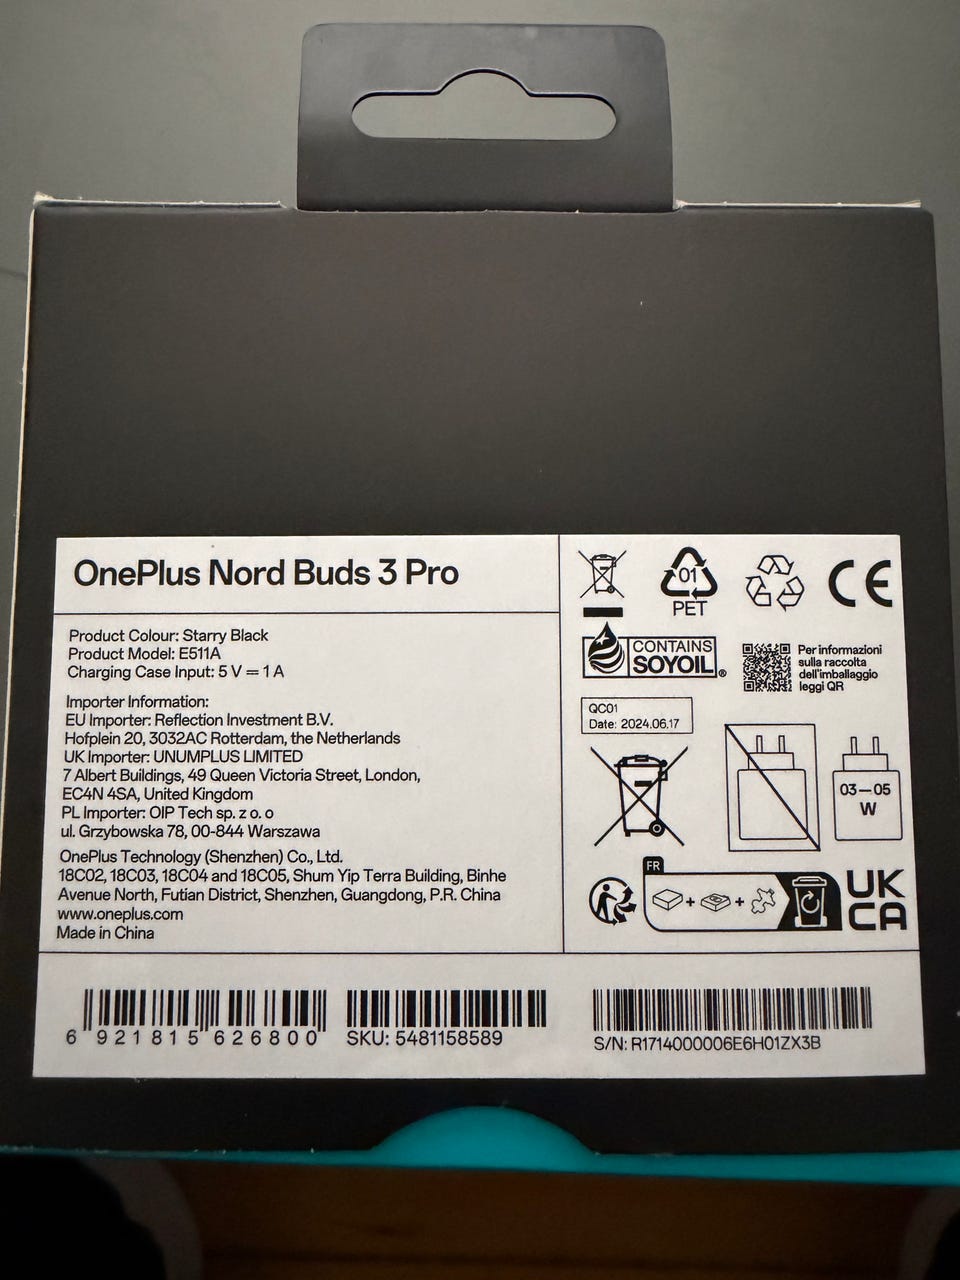 OnePlus Nord Buds 3 Pro
Product Colour: Starry Black
Product Model: E511A
Charging Case Input: 5 V ⎓ 1 A
Importer Information:
EU Importer: Reflection Investment B.V.
Hofplein 20, 3032AC Rotterdam, the Netherlands
UK Importer: UNUMPLUS LIMITED
7 Albert Buildings, 49 Queen Victoria Street, London,
EC4N 4SA, United Kingdom
PL Importer: OIP Tech sp. z o. o
ul. Grzybowska 78, 00-844 Warszawa
OnePlus Technology (Shenzhen) Co., Ltd.
18C02, 18C03, 18C04 and 18C05, Shum Yip Terra Building, Binhe
Avenue North, Futian District, Shenzhen, Guangdong, P.R. China
www.oneplus.com
Made in China
01
PET
CE
CONTAINS
SOYOIL®
Per informazioni
sulla raccolta
dell'imballaggio
leggi QR
QC01
Date: 2024.06.17
03 — 05
W
FR
+ +
UK
CA
6 921815 626800
SKU: 5481158589
S/N: R1714000006E6H01ZX3B